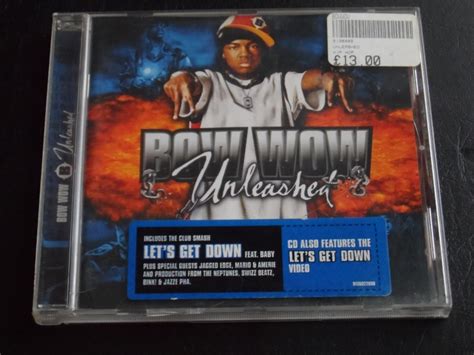 £13.00
BOW WOW
Unleashed
BOW WOW Unleashed
INCLUDES THE CLUB SMASH
LET'S GET DOWN FEAT. BABY
PLUS SPECIAL GUESTS JAGGED EDGE, MARIO & AMERIE
AND PRODUCTION FROM THE NEPTUNES, SWIZZ BEATZ,
BINK! & JAZZE PHA.
CD ALSO FEATURES THE
LET'S GET DOWN
VIDEO